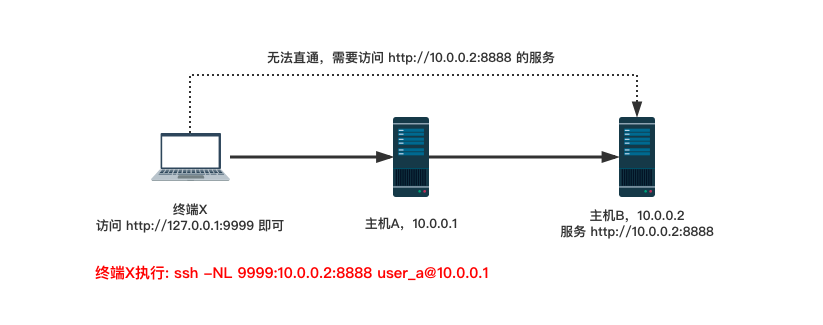 无法直通，需要访问 http://10.0.0.2:8888 的服务
终端X
访问 http://127.0.0.1:9999 即可
主机A，10.0.0.1
主机B，10.0.0.2
服务 http://10.0.0.2:8888
终端X执行: ssh -NL 9999:10.0.0.2:8888 user_a@10.0.0.1